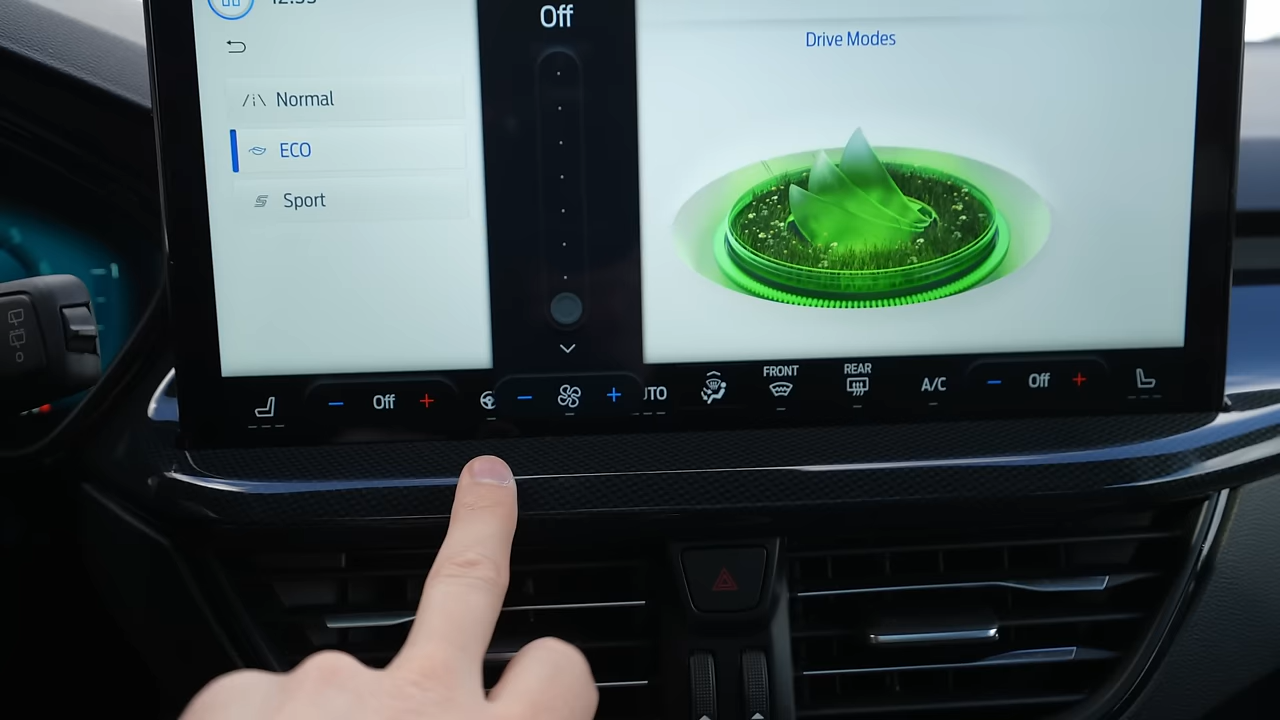 Off
Drive Modes
Normal
ECO
Sport
FRONT
REAR
- Off +
- +
UTO
A/C
- Off +